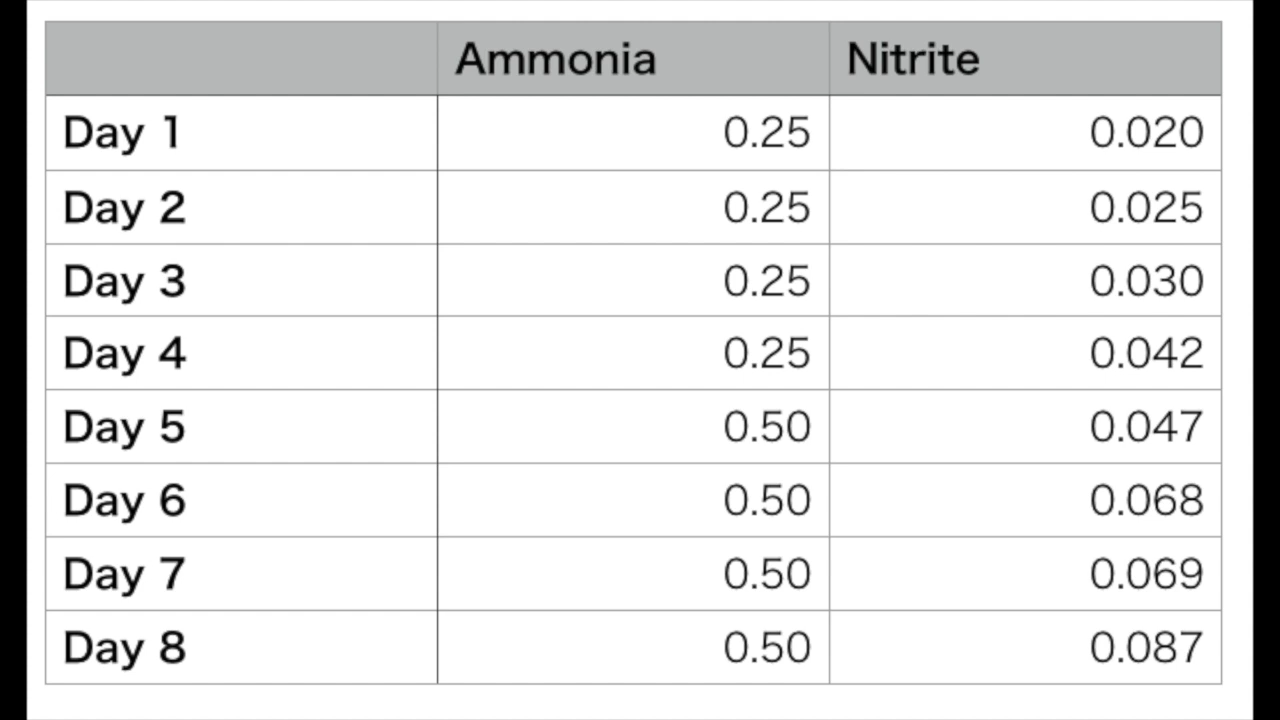 Ammonia Nitrite
Day 1 0.25 0.020
Day 2 0.25 0.025
Day 3 0.25 0.030
Day 4 0.25 0.042
Day 5 0.50 0.047
Day 6 0.50 0.068
Day 7 0.50 0.069
Day 8 0.50 0.087